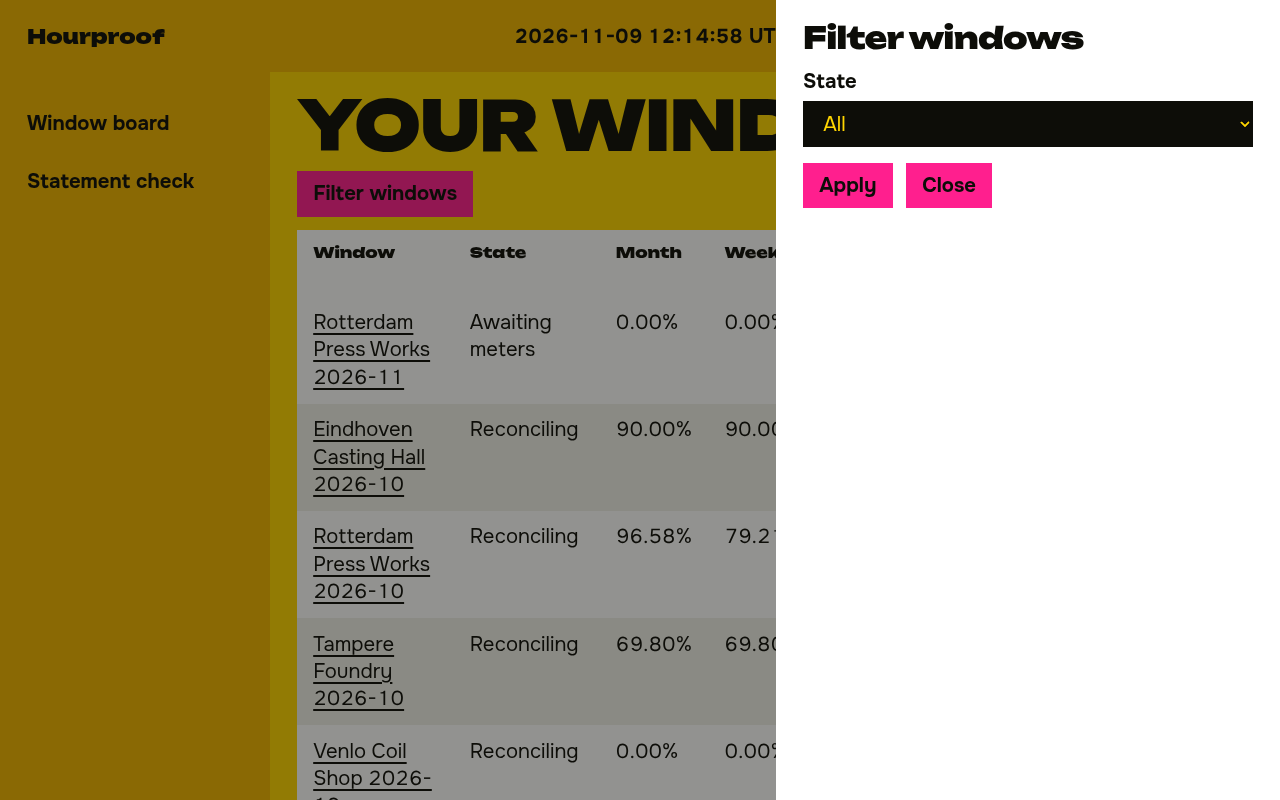 Hourproof
2026-11-09 12:14:58 UT
Window board
Statement check
YOUR WIND
Filter windows
Window State Month Week
Rotterdam Press Works 2026-11 Awaiting meters 0.00% 0.00%
Eindhoven Casting Hall 2026-10 Reconciling 90.00% 90.00
Rotterdam Press Works 2026-10 Reconciling 96.58% 79.21
Tampere Foundry 2026-10 Reconciling 69.80% 69.80
Venlo Coil Shop 2026- Reconciling 0.00% 0.00%
Filter windows
State
All
Apply Close